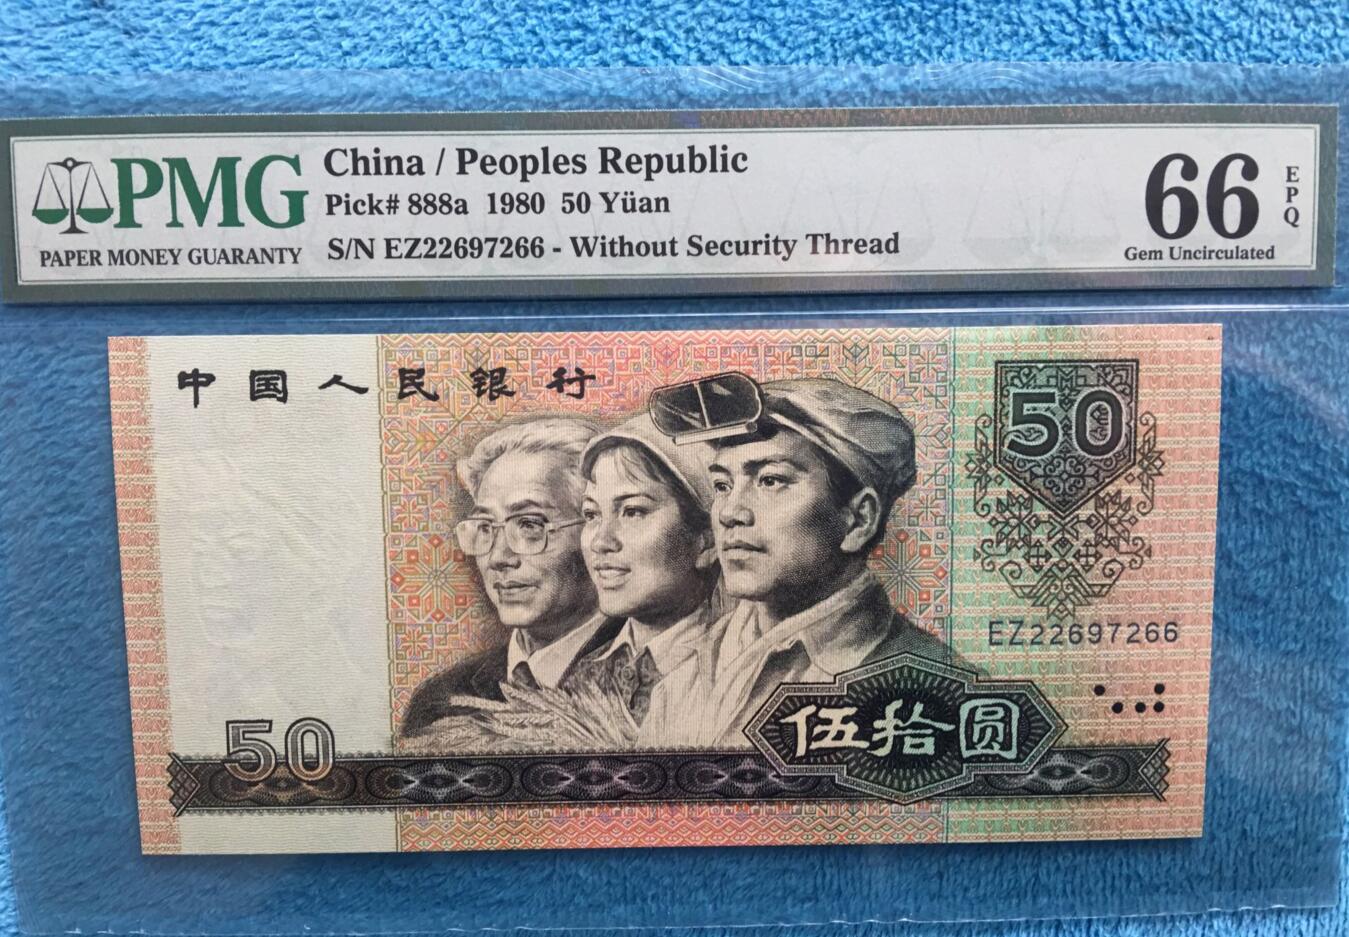 PMG
PAPER MONEY GUARANTY
China / Peoples Republic
Pick# 888a 1980 50 Yüan
S/N EZ22697266 - Without Security Thread
66
EPQ
Gem Uncirculated
中国人民银行
50
EZ22697266
50
伍拾圆